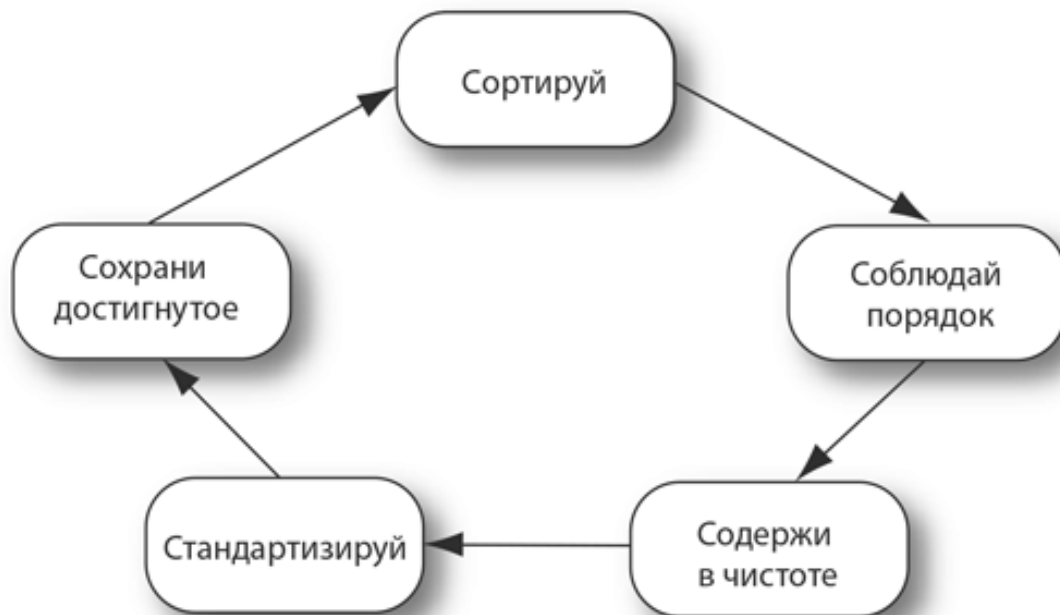 Сортируй
Соблюдай
порядок
Содержи
в чистоте
Стандартизируй
Сохрани
достигнутое